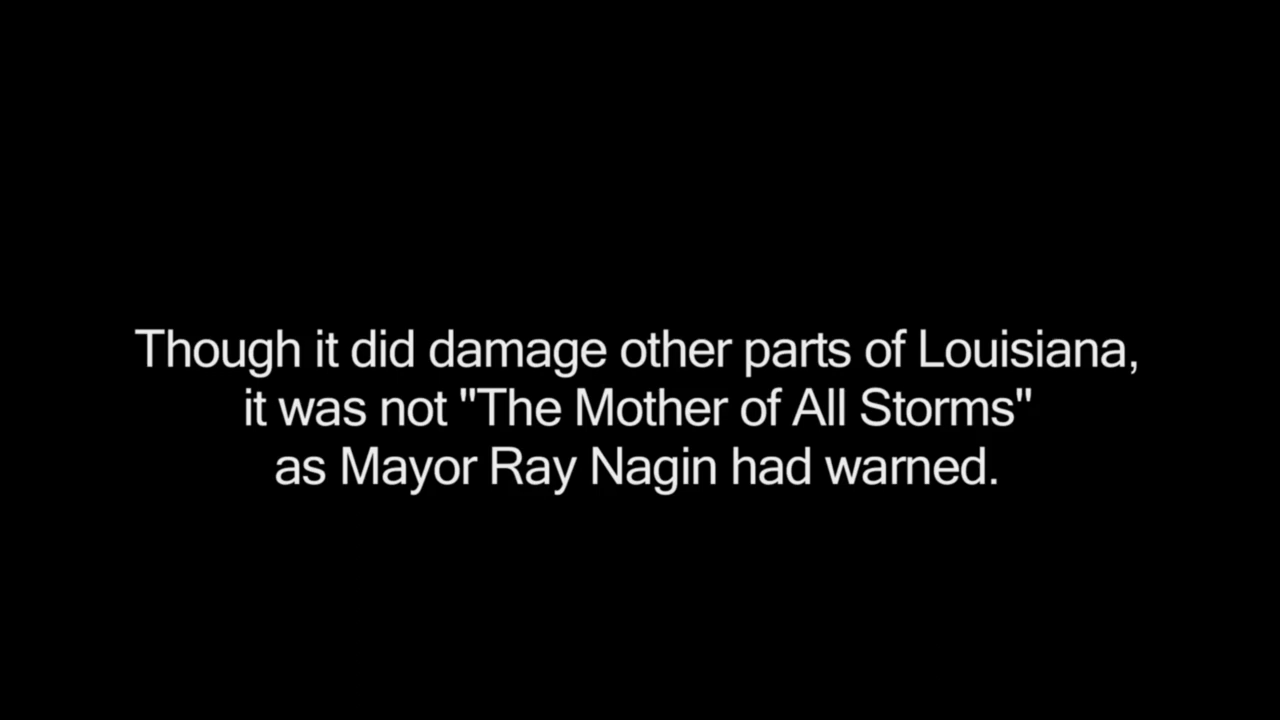 Though it did damage other parts of Louisiana,
it was not "The Mother of All Storms"
as Mayor Ray Nagin had warned.